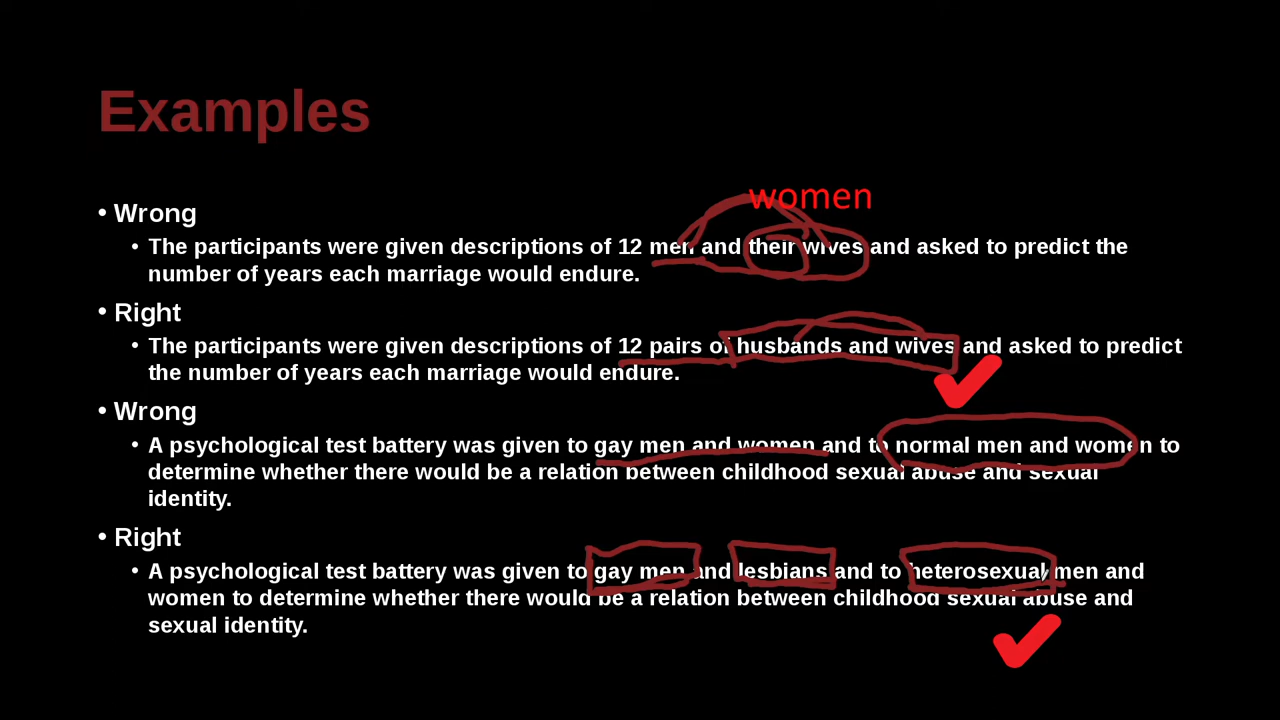 Examples
women
• Wrong
• The participants were given descriptions of 12 men and their wives and asked to predict the
number of years each marriage would endure.
• Right
• The participants were given descriptions of 12 pairs of husbands and wives and asked to predict
the number of years each marriage would endure.
• Wrong
• A psychological test battery was given to gay men and women and to normal men and women to
determine whether there would be a relation between childhood sexual abuse and sexual
identity.
• Right
• A psychological test battery was given to gay men and lesbians and to heterosexual men and
women to determine whether there would be a relation between childhood sexual abuse and
sexual identity.